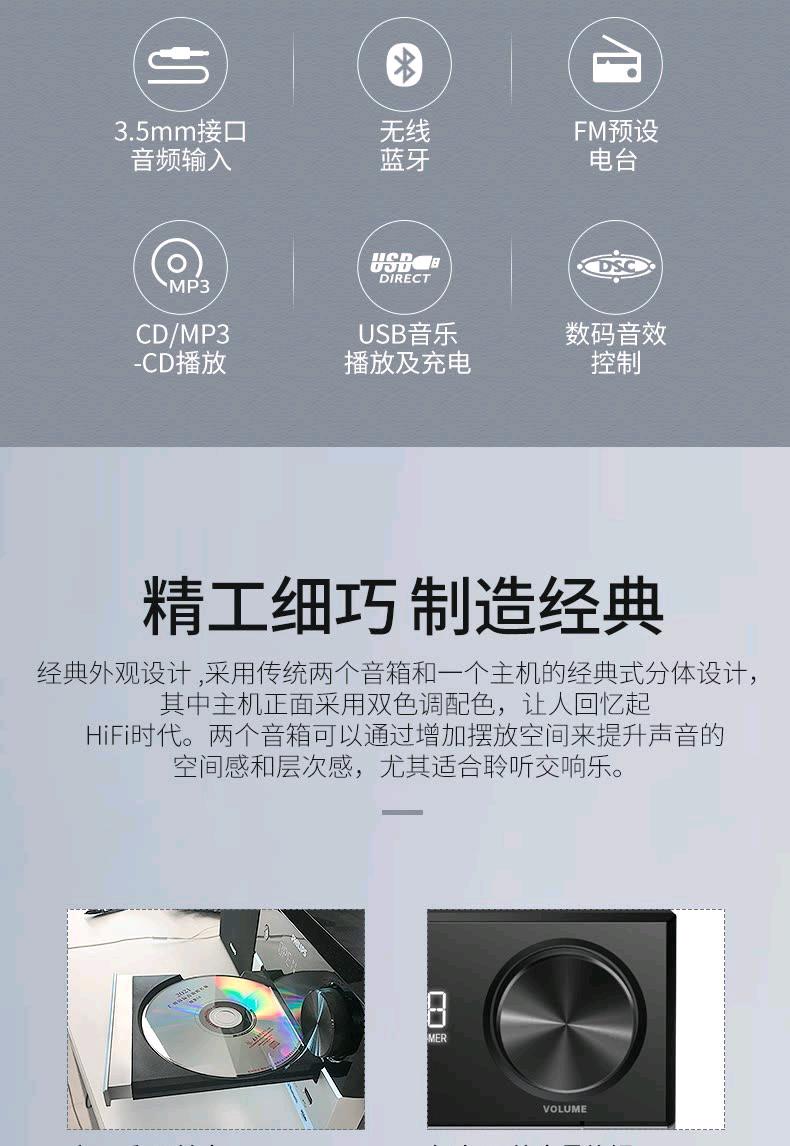 3.5mm接口
音频输入
无线
蓝牙
FM预设
电台
MP3
CD/MP3
-CD播放
USB
DIRECT
USB音乐
播放及充电
DSC
数码音效
控制
精工细巧 制造经典
经典外观设计 ,采用传统两个音箱和一个主机的经典式分体设计,
其中主机正面采用双色调配色，让人回忆起
HiFi时代。两个音箱可以通过增加摆放空间来提升声音的
空间感和层次感，尤其适合聆听交响乐。
2021
8
MER
VOLUME